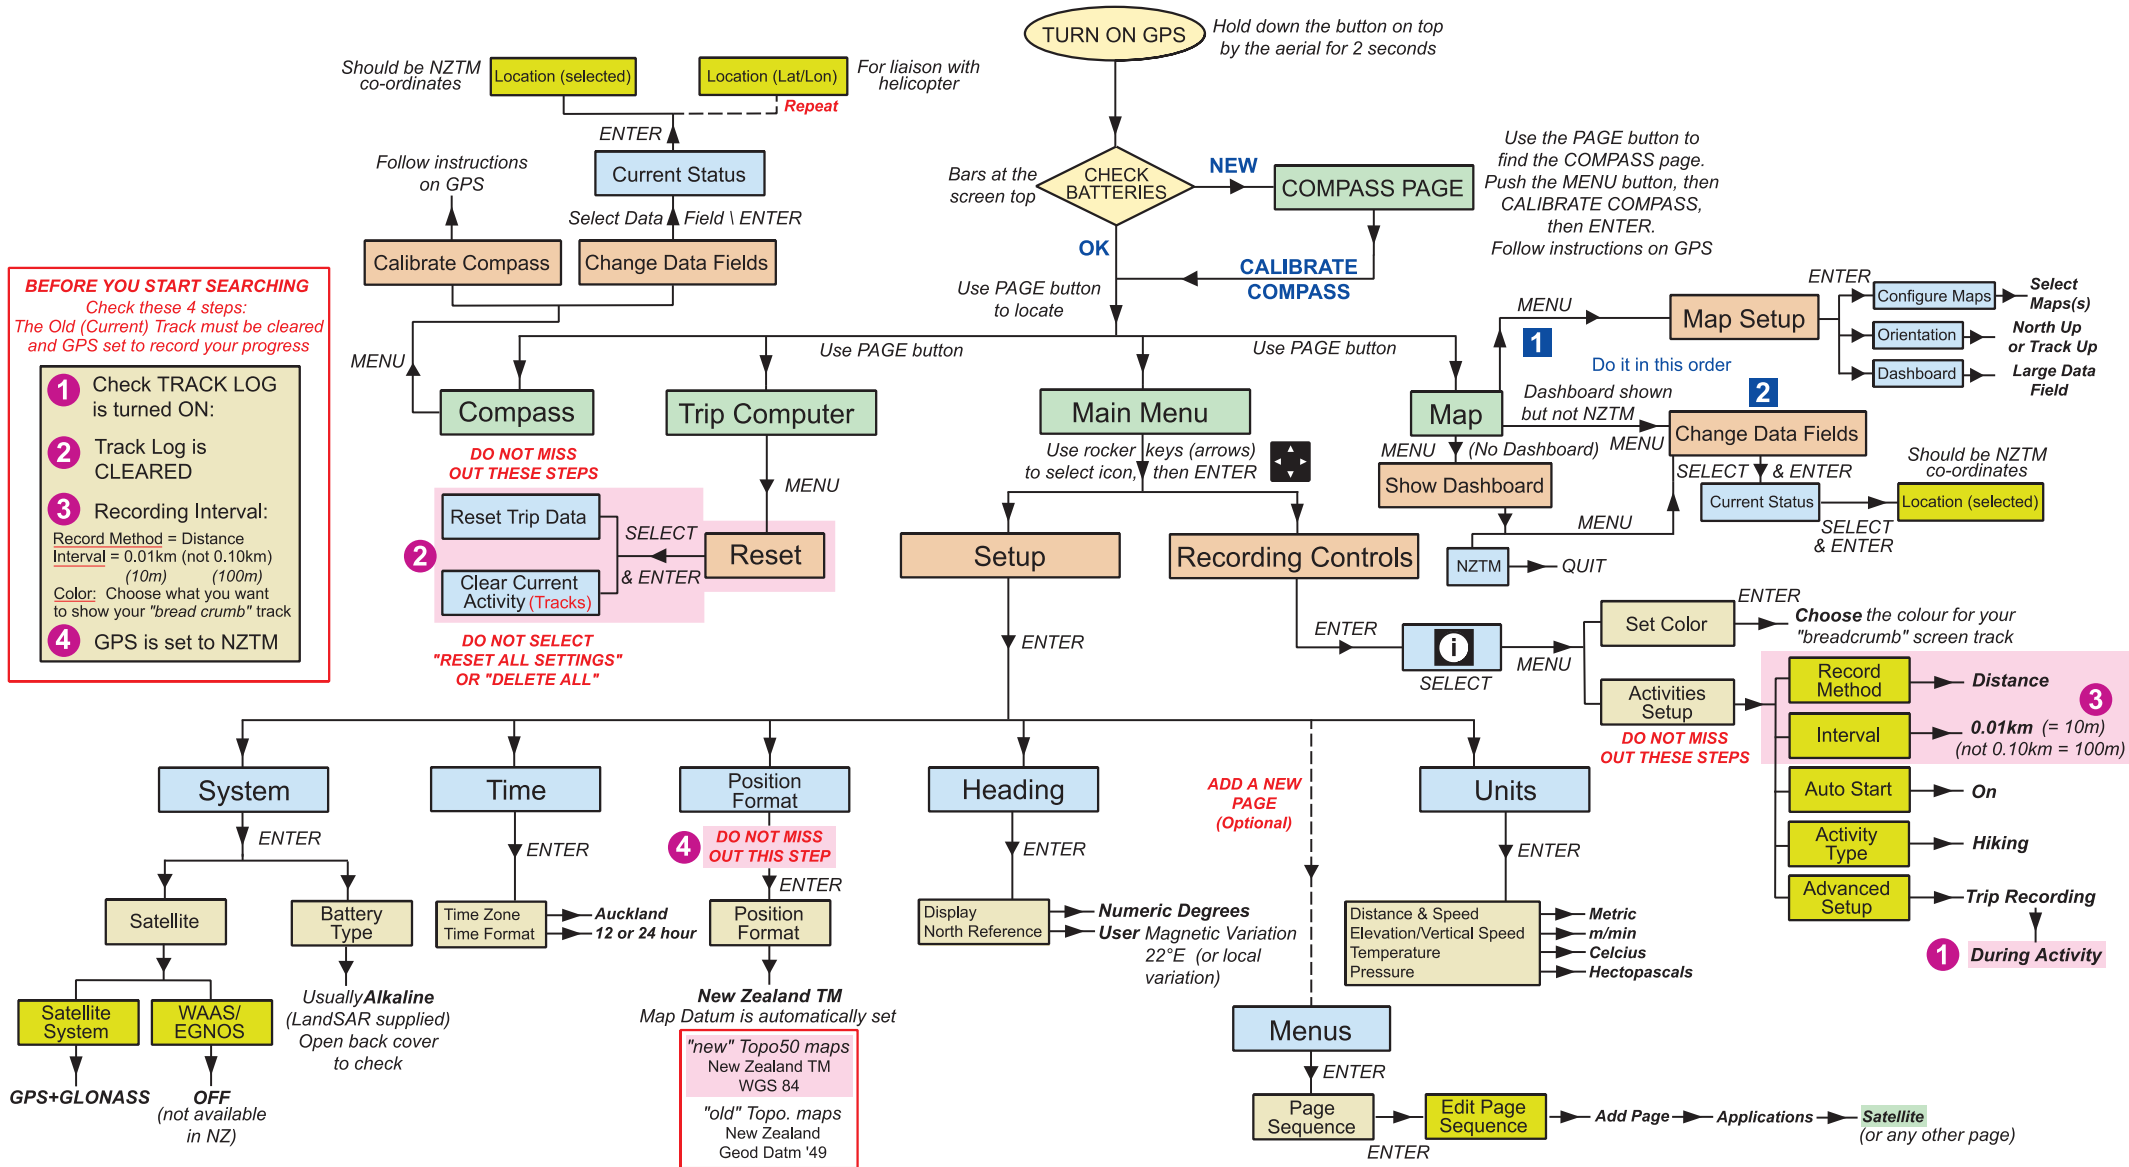 TURN ON GPS
Hold down the button on top
by the aerial for 2 seconds
Should be NZTM
co-ordinates
Location (selected)
Location (Lat/Lon)
For liaison with
helicopter
Repeat
ENTER
Follow instructions
on GPS
Current Status
Select Data
Field \ ENTER
Calibrate Compass
Change Data Fields
MENU
Bars at the
screen top
CHECK
BATTERIES
NEW
COMPASS PAGE
Use the PAGE button to
find the COMPASS page.
Push the MENU button, then
CALIBRATE COMPASS,
then ENTER.
Follow instructions on GPS
OK
CALIBRATE
COMPASS
Use PAGE button
to locate
Use PAGE button
Use PAGE button
BEFORE YOU START SEARCHING
Check these 4 steps:
The Old (Current) Track must be cleared
and GPS set to record your progress
1
Check TRACK LOG
is turned ON:
2
Track Log is
CLEARED
3
Recording Interval:
Record Method = Distance
Interval = 0.01km (not 0.10km)
(10m) (100m)
Color: Choose what you want
to show your "bread crumb" track
4
GPS is set to NZTM
Compass
Trip Computer
Main Menu
Map
DO NOT MISS
OUT THESE STEPS
MENU
Reset Trip Data
SELECT
2
Reset
& ENTER
Clear Current
Activity (Tracks)
DO NOT SELECT
"RESET ALL SETTINGS"
OR "DELETE ALL"
Use rocker keys (arrows)
to select icon, then ENTER
Setup
Recording Controls
MENU
1
Map Setup
ENTER
Configure Maps
Select
Maps(s)
Orientation
North Up
or Track Up
Dashboard
Large Data
Field
Do it in this order
Dashboard shown
but not NZTM
2
MENU
Change Data Fields
MENU
(No Dashboard)
Show Dashboard
SELECT
& ENTER
Current Status
Should be NZTM
co-ordinates
Location (selected)
SELECT
& ENTER
MENU
NZTM
QUIT
ENTER
i
SELECT
MENU
Set Color
ENTER
Choose the colour for your
"breadcrumb" screen track
Activities
Setup
DO NOT MISS
OUT THESE STEPS
Record
Method
Distance
3
Interval
0.01km (= 10m)
(not 0.10km = 100m)
Auto Start
On
Activity
Type
Hiking
Advanced
Setup
Trip Recording
1
During Activity
ENTER
System
Time
Position
Format
Heading
ADD A NEW
PAGE
(Optional)
Units
ENTER
Satellite
Battery
Type
Satellite
System
WAAS/
EGNOS
GPS+GLONASS
OFF
(not available
in NZ)
Usually Alkaline
(LandSAR supplied)
Open back cover
to check
ENTER
Time Zone
Time Format
Auckland
12 or 24 hour
4
DO NOT MISS
OUT THIS STEP
ENTER
Position
Format
New Zealand TM
Map Datum is automatically set
"new" Topo50 maps
New Zealand TM
WGS 84
"old" Topo. maps
New Zealand
Geod Datm '49
ENTER
Display
North Reference
Numeric Degrees
User Magnetic Variation
22°E (or local
variation)
ENTER
Distance & Speed
Elevation/Vertical Speed
Temperature
Pressure
Metric
m/min
Celcius
Hectopascals
Menus
ENTER
Page
Sequence
ENTER
Edit Page
Sequence
Add Page
Applications
Satellite
(or any other page)